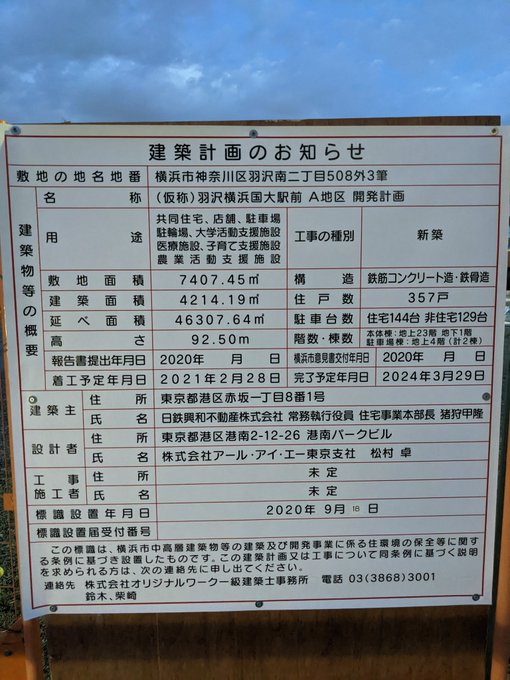 建築計画のお知らせ
敷地の地名地番 横浜市神奈川区羽沢南二丁目508外3筆
建築物等の概要
名称 (仮称)羽沢横浜国大駅前 A地区 開発計画
用途 共同住宅、店舗、駐車場
駐輪場、大学活動支援施設
医療施設、子育て支援施設
農業活動支援施設
工事の種別 新築
敷地面積 7407.45㎡ 構造 鉄筋コンクリート造・鉄骨造
建築面積 4214.19㎡ 住戸数 357戸
延べ面積 46307.64㎡ 駐車台数 住宅144台 非住宅129台
高さ 92.50m 階数・棟数 本体棟:地上23階 地下1階
駐車場棟:地上4階 (計2棟)
報告書提出年月日 2020年 月 日 横浜市意見書交付年月日 2020年 月 日
着工予定年月日 2021年2月28日 完了予定年月日 2024年3月29日
建築主 住所 東京都港区赤坂一丁目8番1号
氏名 日鉄興和不動産株式会社 常務執行役員 住宅事業本部長 猪狩甲隆
設計者 住所 東京都港区港南2-12-26 港南パークビル
氏名 株式会社アール・アイ・エー東京支社 松村 卓
工事施工者 住所 未定
氏名 未定
標識設置年月日 2020年 9月 18 日
標識設置届受付番号
この標識は、横浜市中高層建築物等の建築及び開発事業に係る住環境の保全等に関す
る条例に基づき設置したものです。この建築計画又は工事について同条例に基づく説明
を求められる方は、次の連絡先に申し出てください。
連絡先 株式会社オリジナルワーク一級建築士事務所 電話 03(3868)3001
鈴木、柴崎